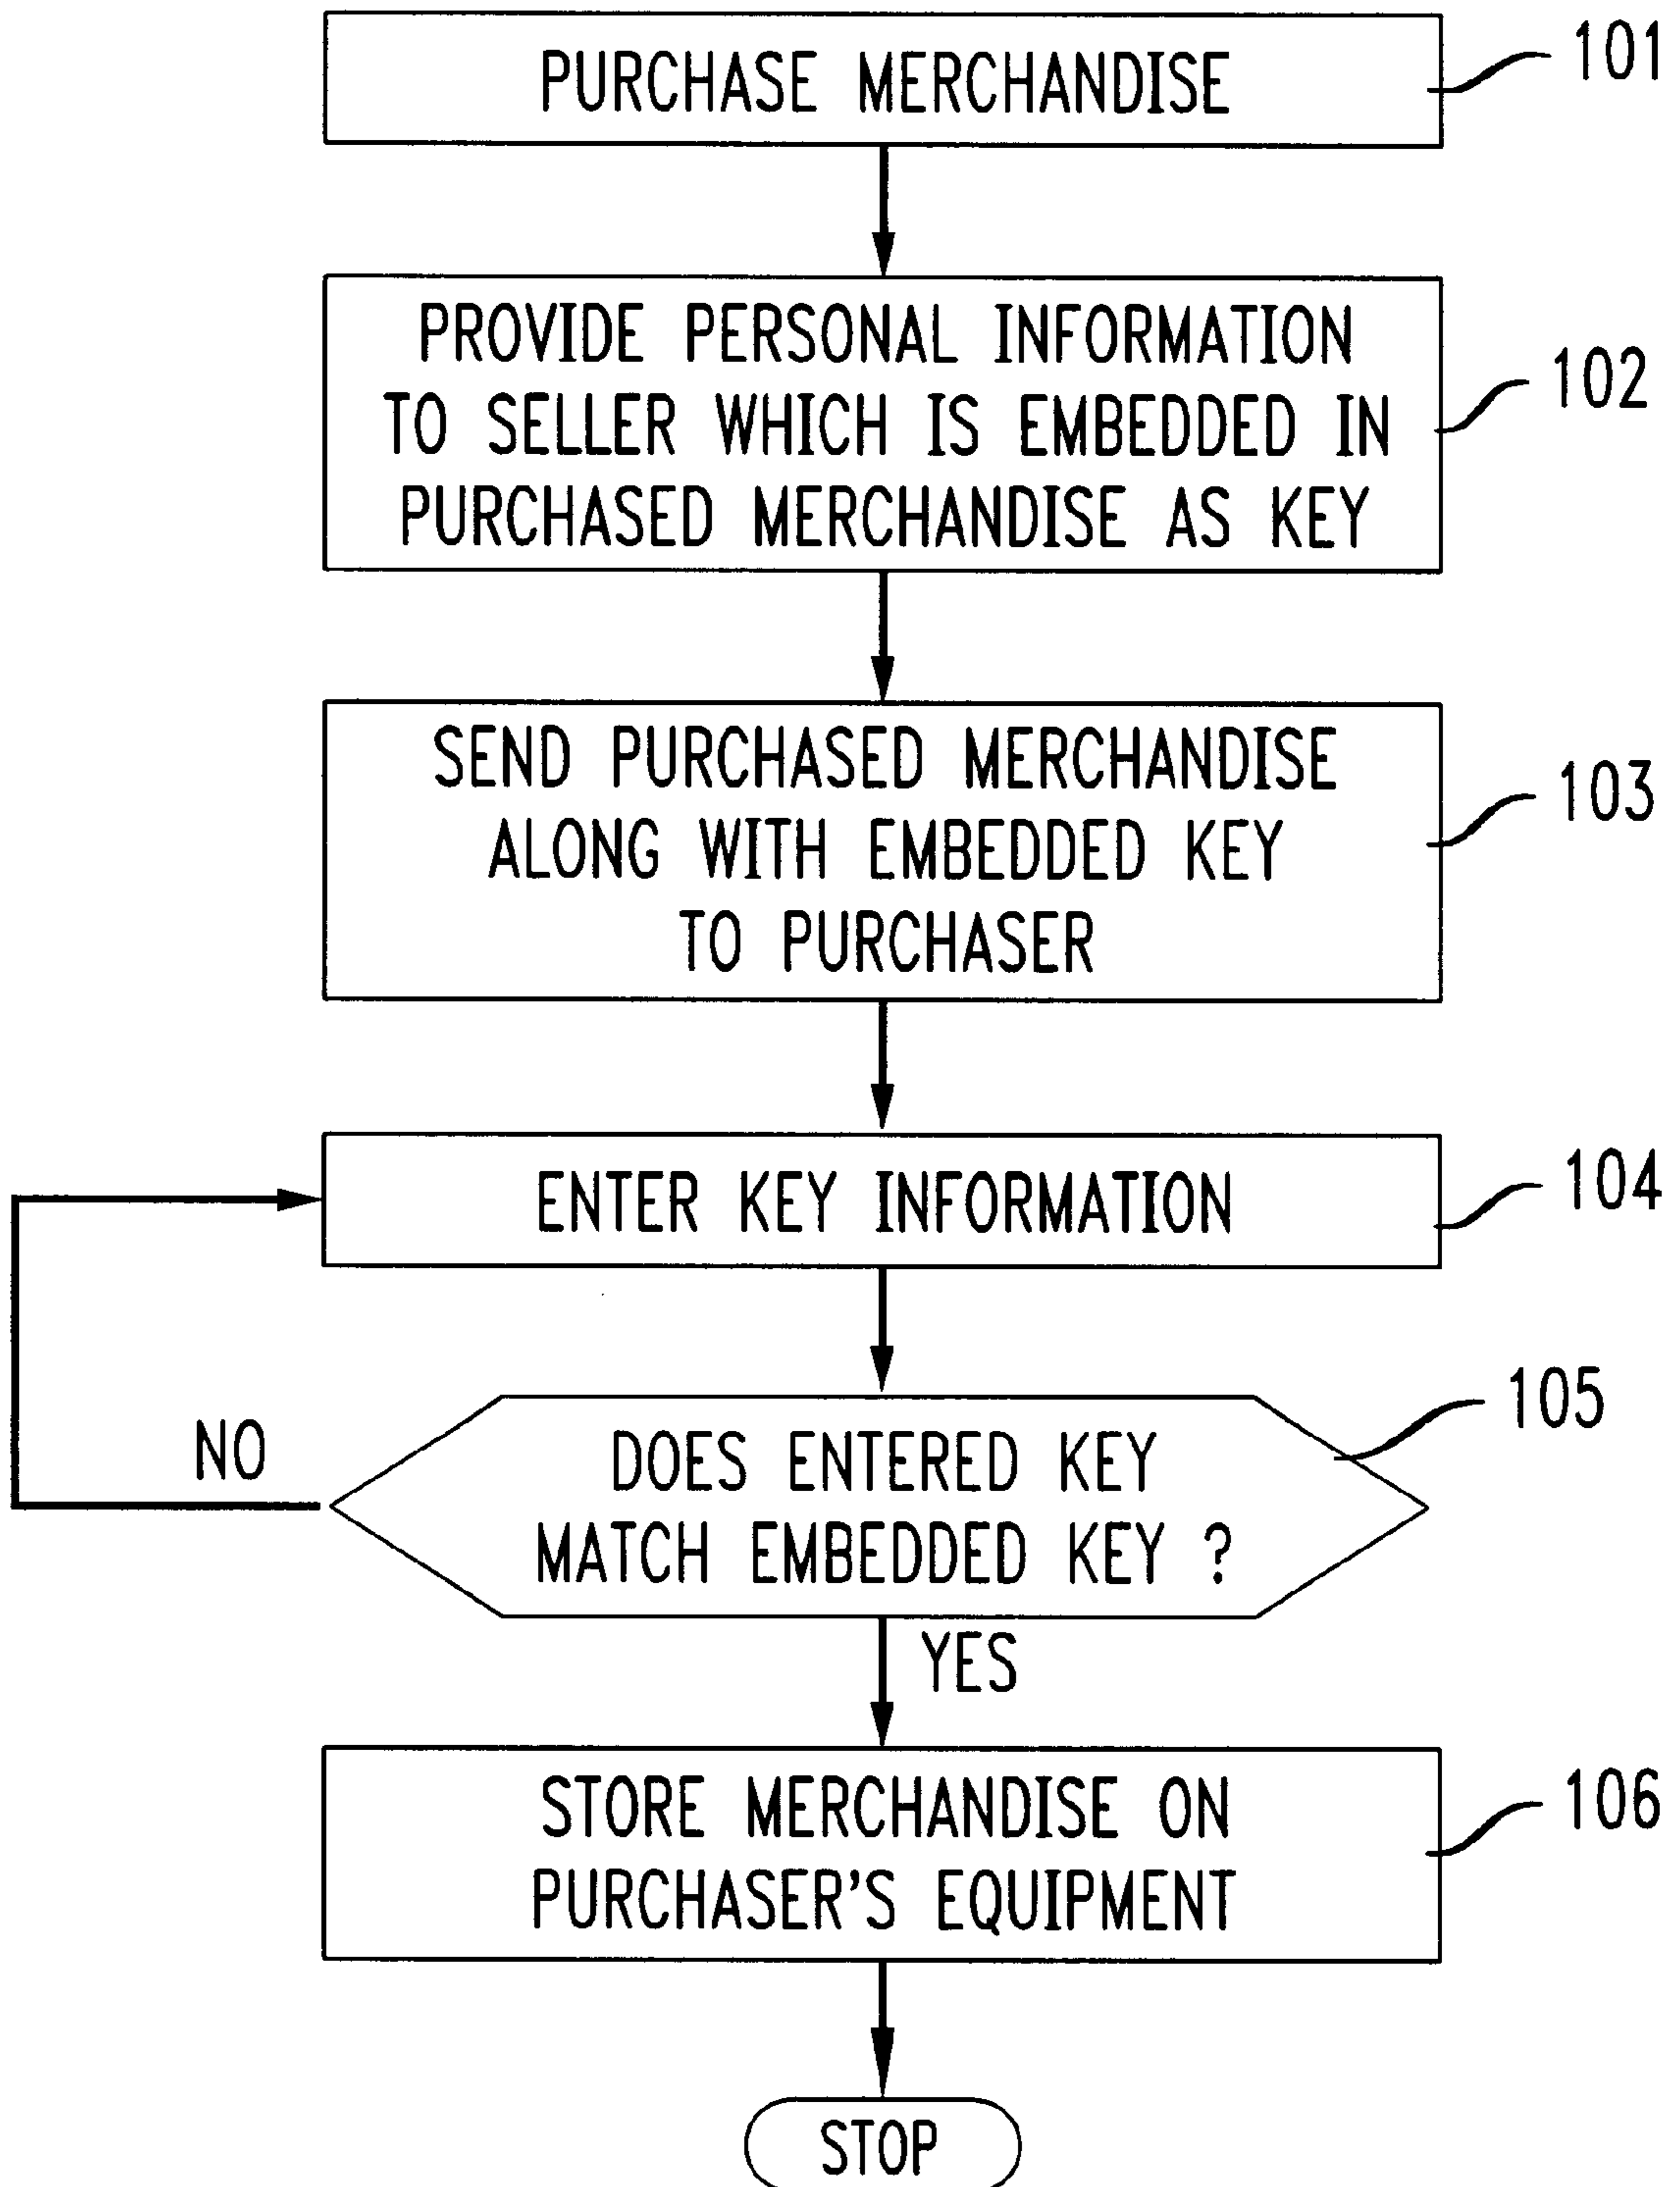 PURCHASE MERCHANDISE
101
PROVIDE PERSONAL INFORMATION
TO SELLER WHICH IS EMBEDDED IN
PURCHASED MERCHANDISE AS KEY
102
SEND PURCHASED MERCHANDISE
ALONG WITH EMBEDDED KEY
TO PURCHASER
103
ENTER KEY INFORMATION
104
DOES ENTERED KEY
MATCH EMBEDDED KEY ?
105
NO
YES
STORE MERCHANDISE ON
PURCHASER'S EQUIPMENT
106
STOP